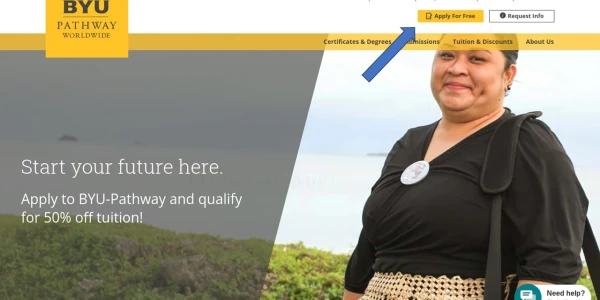 BYU
PATHWAY
WORLDWIDE
Apply For Free
Request Info
Certificates & Degrees
Tuition & Discounts
About Us
Start your future here.
Apply to BYU-Pathway and qualify
for 50% off tuition!
Need help?